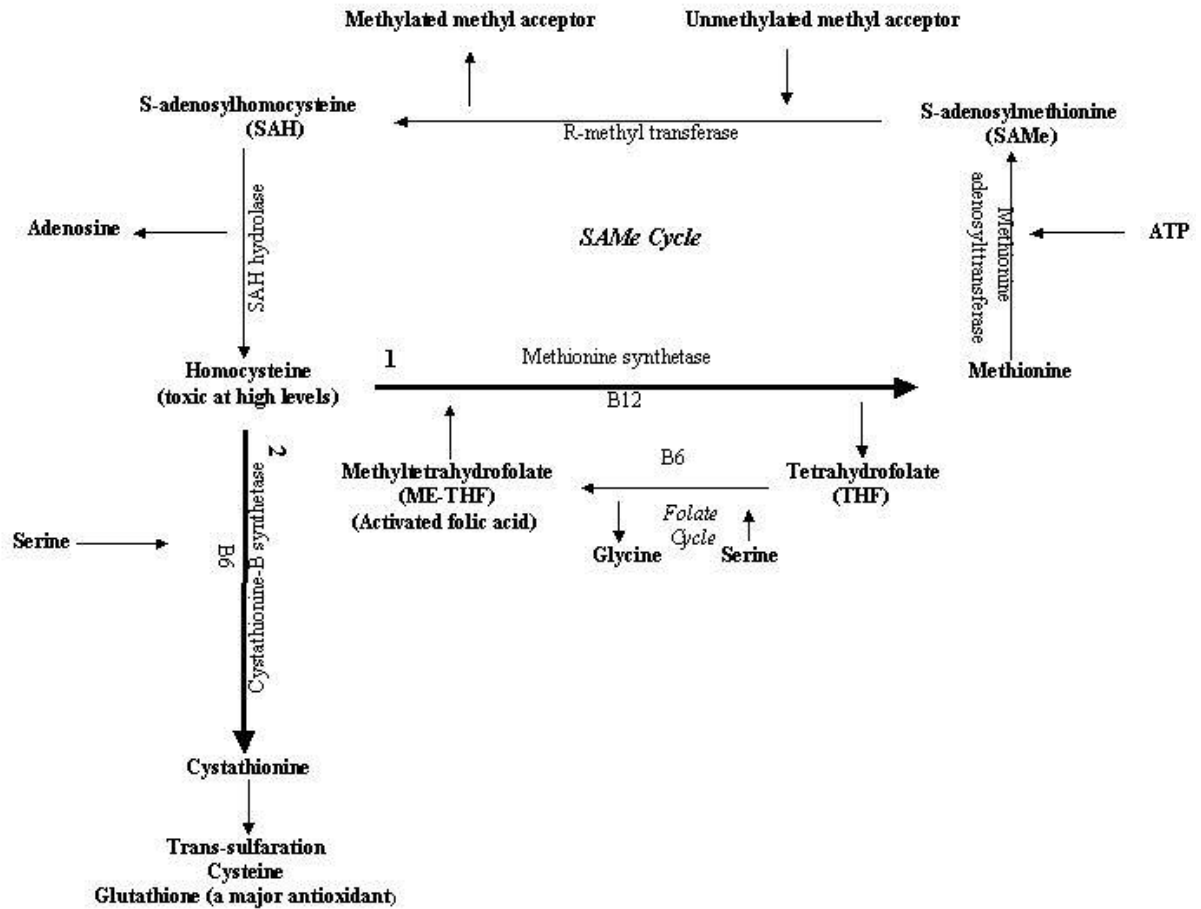 Methylated methyl acceptor
Unmethylated methyl acceptor
S-adenosylhomocysteine
(SAH)
R-methyl transferase
S-adenosylmethionine
(SAMe)
Adenosine
SAH hydrolase
SAMe Cycle
Methionine
adenosylttransferase
ATP
Homocysteine
(toxic at high levels)
1
Methionine synthetase
B12
Methionine
2
Cystathionine-B synthetase
B6
Serine
Methyltetrahydrofolate
(ME-THF)
(Activated folic acid)
B6
Tetrahydrofolate
(THF)
Folate
Cycle
Glycine
Serine
Cystathionine
Trans-sulfaration
Cysteine
Glutathione (a major antioxidant)